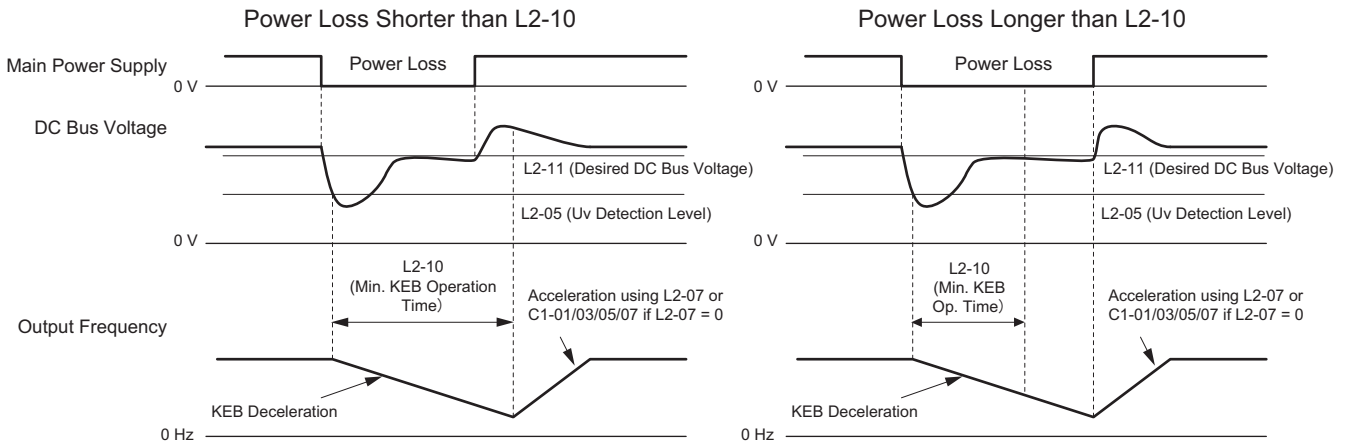 Power Loss Shorter than L2-10
Main Power Supply
Power Loss
0 V
DC Bus Voltage
L2-11 (Desired DC Bus Voltage)
L2-05 (Uv Detection Level)
0 V
L2-10
(Min. KEB Operation
Time)
Acceleration using L2-07 or
C1-01/03/05/07 if L2-07 = 0
Output Frequency
KEB Deceleration
0 Hz
Power Loss Longer than L2-10
Power Loss
0 V
L2-11 (Desired DC Bus Voltage)
L2-05 (Uv Detection Level)
0 V
L2-10
(Min. KEB
Op. Time)
Acceleration using L2-07 or
C1-01/03/05/07 if L2-07 = 0
KEB Deceleration
0 Hz